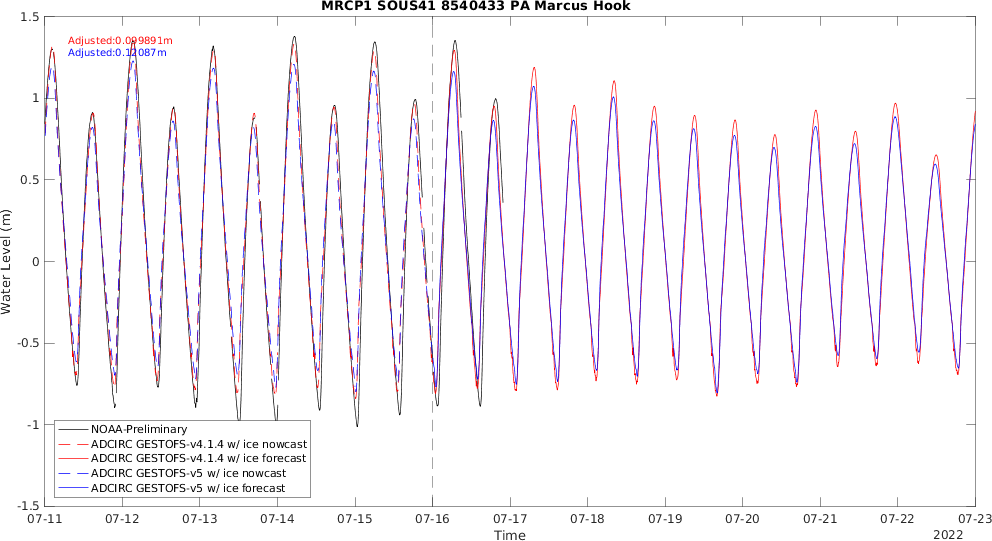 MRCP1 SOUS41 8540433 PA Marcus Hook
1.5
Adjusted:0.099891m
Adjusted:0.12087m
1
0.5
0
-0.5
-1
-1.5
Water Level (m)
NOAA-Preliminary
ADCIRC GESTOFS-v4.1.4 w/ ice nowcast
ADCIRC GESTOFS-v4.1.4 w/ ice forecast
ADCIRC GESTOFS-v5 w/ ice nowcast
ADCIRC GESTOFS-v5 w/ ice forecast
07-11 07-12 07-13 07-14 07-15 07-16 07-17 07-18 07-19 07-20 07-21 07-22 07-23
Time
2022